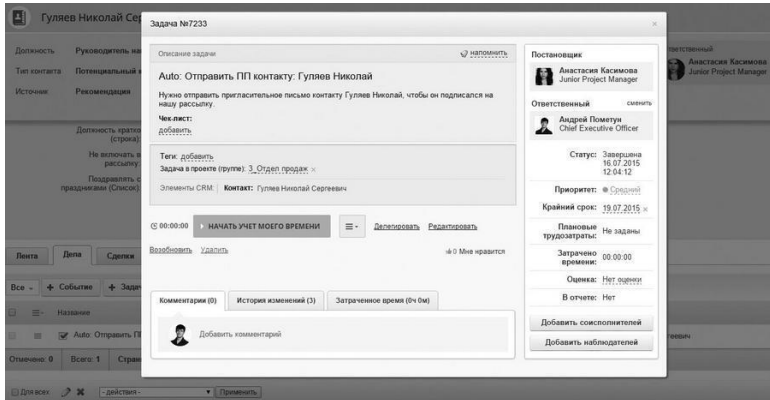 Гуляев Николай Сер
Задача №7233
×
Должность
Руководитель на
Тип контакта
Потенциальный к
Источник
Рекомендация
Должность кратко
(строка)
Не включать в
рассылку
Поздравлять с
праздниками (Список)
Описание задачи
напомнить
Auto: Отправить ПП контакту: Гуляев Николай
Нужно отправить пригласительное письмо контакту Гуляев Николай, чтобы он подписался на
нашу рассылку.
Чек-лист:
добавить
Теги: добавить
Задача в проекте (группе): 3_Отдел продаж ×
Элементы CRM: Контакт: Гуляев Николай Сергеевич
00:00:00
НАЧАТЬ УЧЕТ МОЕГО ВРЕМЕНИ
Делегировать
Редактировать
Возобновить
Удалить
0 Мне нравится
Комментарии (0)
История изменений (3)
Затраченное время (0ч 0м)
Добавить комментарий
Постановщик
Анастасия Касимова
Junior Project Manager
Ответственный
сменить
Андрей Пометун
Chief Executive Officer
Статус: Завершена
16.07.2015
12:04:12
Приоритет: Средний
Крайний срок: 19.07.2015 ×
Плановые
трудозатраты: Не заданы
Затрачено
времени: 00:00:00
Оценка: Нет оценки
В отчете: Нет
Добавить соисполнителей
Добавить наблюдателей
Анастасия Касимова
Junior Project Manager
Лента
Дела
Сделки
Все
+ Событие
+ Задач
Название
Auto: Отправить ПП
геевич
Отмечено: 0
Всего: 1
Стран
Для всех
- действия -
Применить